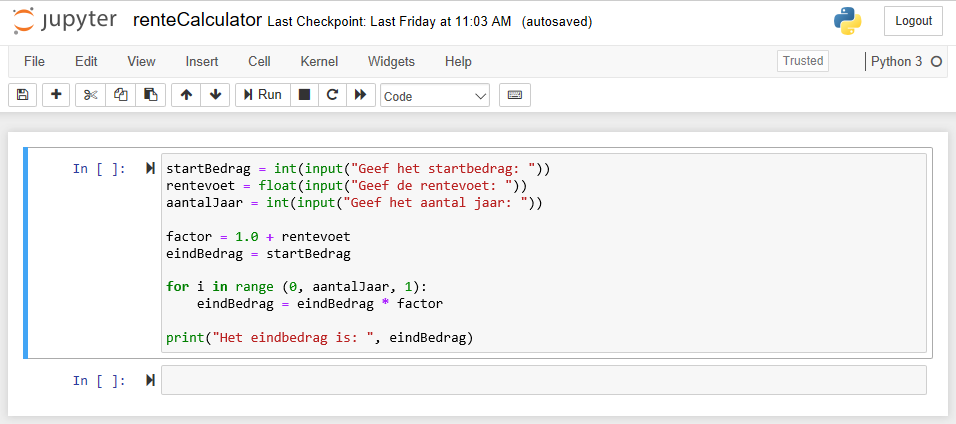 jupyter renteCalculator Last Checkpoint: Last Friday at 11:03 AM (autosaved)
Logout
File Edit View Insert Cell Kernel Widgets Help
Trusted
Python 3
Run
Code
In [ ]:
startBedrag = int(input("Geef het startbedrag: "))
rentevoet = float(input("Geef de rentevoet: "))
aantalJaar = int(input("Geef het aantal jaar: "))
factor = 1.0 + rentevoet
eindBedrag = startBedrag
for i in range (0, aantalJaar, 1):
    eindBedrag = eindBedrag * factor
print("Het eindbedrag is: ", eindBedrag)
In [ ]: